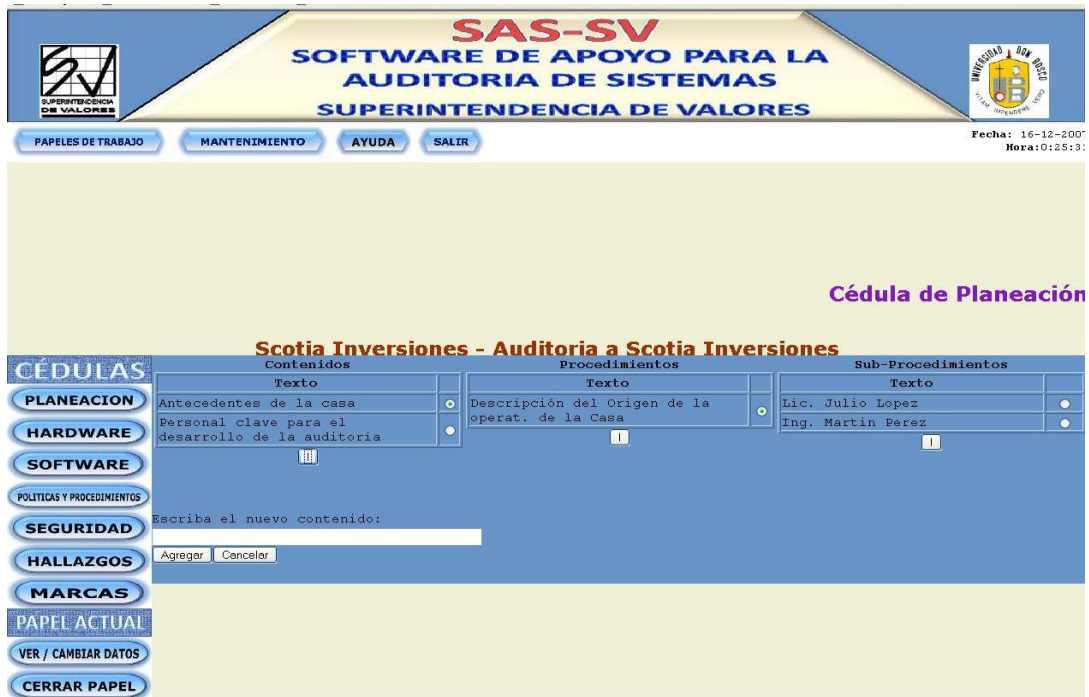 SAS-SV
SOFTWARE DE APOYO PARA LA
AUDITORIA DE SISTEMAS
SUPERINTENDENCIA DE VALORES
SUPERINTENDENCIA
DE VALORES
UNIVERSIDAD DON BOSCO
PAPELES DE TRABAJO
MANTENIMIENTO
AYUDA
SALIR
Fecha: 16-12-2007
Hora:0:25:31
Cédula de Planeación
Scotia Inversiones - Auditoria a Scotia Inversiones
CÉDULAS
PLANEACION
HARDWARE
SOFTWARE
POLITICAS Y PROCEDIMIENTOS
SEGURIDAD
HALLAZGOS
MARCAS
PAPEL ACTUAL
VER / CAMBIAR DATOS
CERRAR PAPEL
Contenidos
Texto
Antecedentes de la casa
Personal clave para el
desarrollo de la auditoria
I
Procedimientos
Texto
Descripción del Origen de la
operat. de la Casa
I
Sub-Procedimientos
Texto
Lic. Julio Lopez
Ing. Martin Perez
I
Escriba el nuevo contenido:
Agregar Cancelar